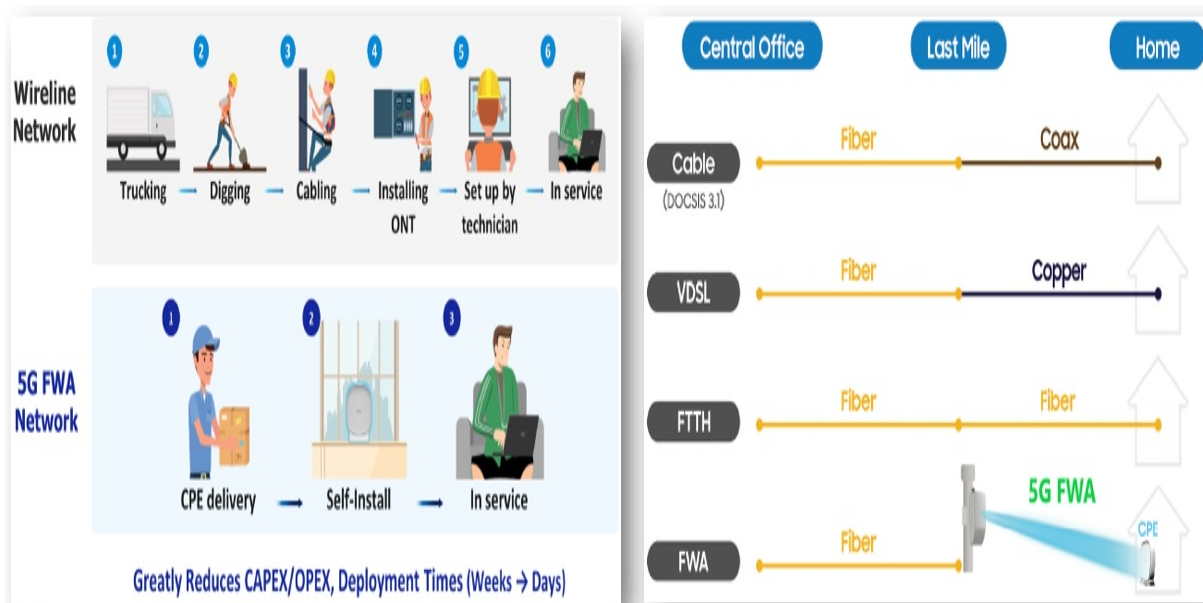 Wireline
Network
1
2
3
4
5
6
Trucking
Digging
Cabling
Installing
ONT
Set up by
technician
In service
5G FWA
Network
1
2
3
CPE delivery
Self-Install
In service
Greatly Reduces CAPEX/OPEX, Deployment Times (Weeks → Days)
Central Office
Last Mile
Home
Cable
(DOCSIS 3.1)
Fiber
Coax
VDSL
Fiber
Copper
FTTH
Fiber
Fiber
FWA
Fiber
5G FWA
CPE